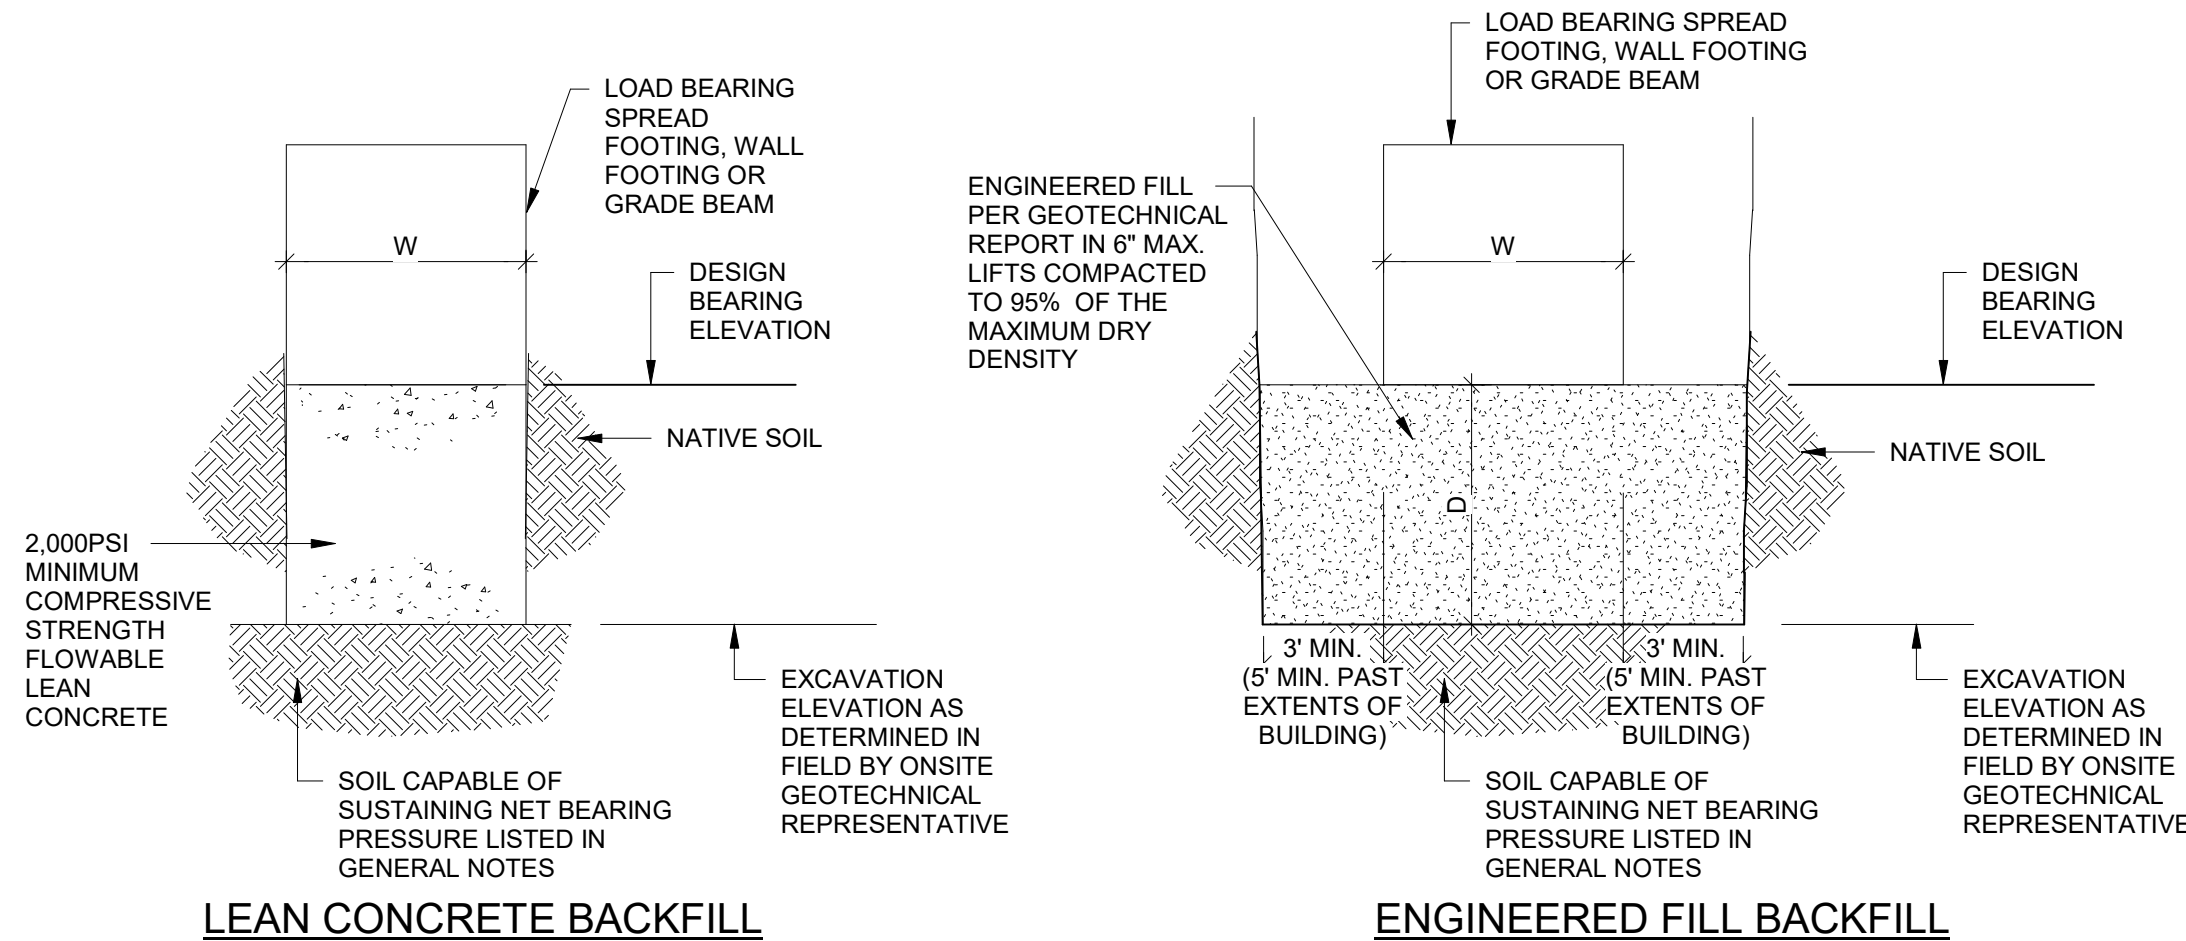 LOAD BEARING
SPREAD
FOOTING, WALL
FOOTING OR
GRADE BEAM
W
DESIGN
BEARING
ELEVATION
NATIVE SOIL
2,000PSI
MINIMUM
COMPRESSIVE
STRENGTH
FLOWABLE
LEAN
CONCRETE
EXCAVATION
ELEVATION AS
DETERMINED IN
FIELD BY ONSITE
GEOTECHNICAL
REPRESENTATIVE
SOIL CAPABLE OF
SUSTAINING NET BEARING
PRESSURE LISTED IN
GENERAL NOTES
LEAN CONCRETE BACKFILL
LOAD BEARING SPREAD
FOOTING, WALL FOOTING
OR GRADE BEAM
ENGINEERED FILL
PER GEOTECHNICAL
REPORT IN 6" MAX.
LIFTS COMPACTED
TO 95% OF THE
MAXIMUM DRY
DENSITY
W
DESIGN
BEARING
ELEVATION
NATIVE SOIL
D
3' MIN.
(5' MIN. PAST
EXTENTS OF
BUILDING)
3' MIN.
(5' MIN. PAST
EXTENTS OF
BUILDING)
EXCAVATION
ELEVATION AS
DETERMINED IN
FIELD BY ONSITE
GEOTECHNICAL
REPRESENTATIVE
SOIL CAPABLE OF
SUSTAINING NET BEARING
PRESSURE LISTED IN
GENERAL NOTES
ENGINEERED FILL BACKFILL